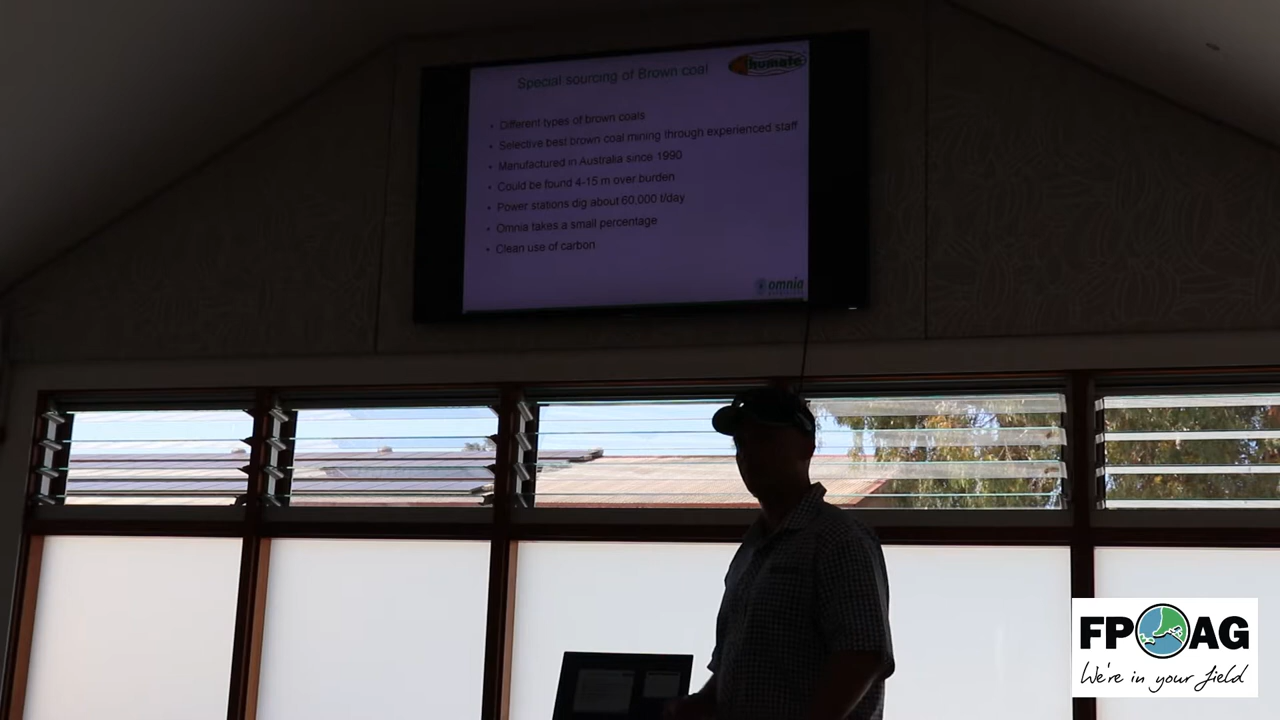 Special sourcing of Brown coal
humate
• Different types of brown coals
• Selective best brown coal mining through experienced staff
• Manufactured in Australia since 1990
• Could be found 4-15 m over burden
• Power stations dig about 60,000 t/day
• Omnia takes a small percentage
• Clean use of carbon
omnia
FP AG
We're in your field